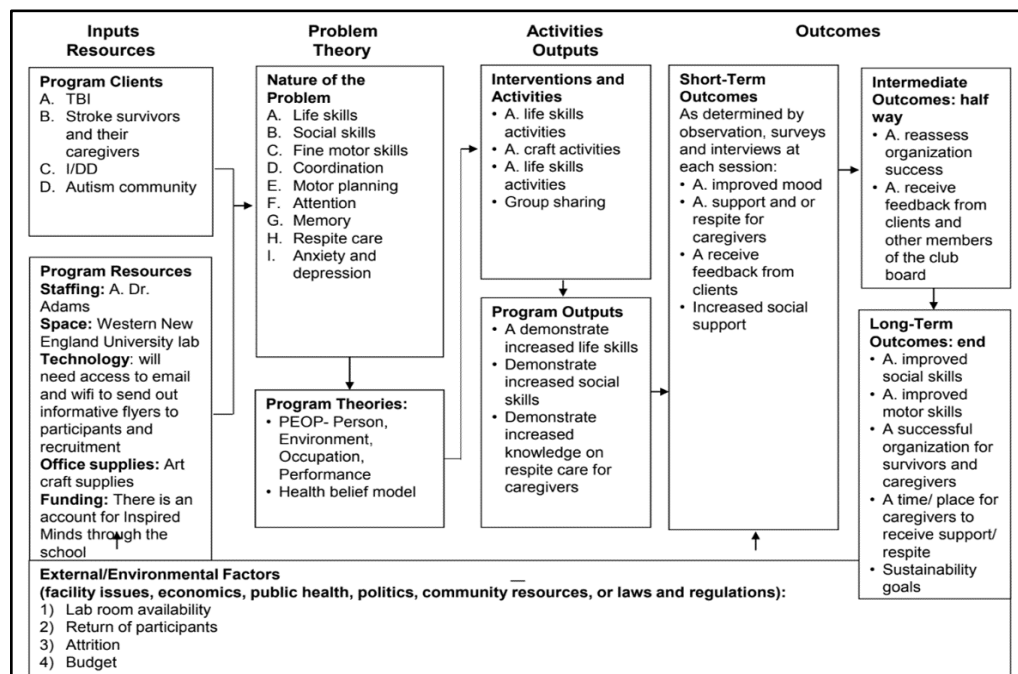 Inputs
Resources
Problem
Theory
Activities
Outputs
Outcomes
Program Clients
A. TBI
B. Stroke survivors
and their
caregivers
C. I/DD
D. Autism community
Program Resources
Staffing: A. Dr.
Adams
Space: Western New
England University lab
Technology: will
need access to email
and wifi to send out
informative flyers to
participants and
recruitment
Office supplies: Art
craft supplies
Funding: There is an
account for Inspired
Minds through the
school
Nature of the
Problem
A. Life skills
B. Social skills
C. Fine motor skills
D. Coordination
E. Motor planning
F. Attention
G. Memory
H. Respite care
I. Anxiety and
depression
Program Theories:
• PEOP- Person,
Environment,
Occupation,
Performance
• Health belief model
Interventions and
Activities
• A. life skills
activities
• A. craft activities
• A. life skills
activities
• Group sharing
Program Outputs
• A demonstrate
increased life skills
• Demonstrate
increased social
skills
• Demonstrate
increased
knowledge on
respite care for
caregivers
Short-Term
Outcomes
As determined by
observation, surveys
and interviews at
each session:
• A. improved mood
• A. support and or
respite for
caregivers
• A receive
feedback from
clients
• Increased social
support
Intermediate
Outcomes: half
way
• A. reassess
organization
success
• A. receive
feedback from
clients and
other members
of the club
board
Long-Term
Outcomes: end
• A. improved
social skills
• A. improved
motor skills
• A successful
organization for
survivors and
caregivers
• A time/ place for
caregivers to
receive support/
respite
• Sustainability
goals
External/Environmental Factors
(facility issues, economics, public health, politics, community resources, or laws and regulations):
1) Lab room availability
2) Return of participants
3) Attrition
4) Budget